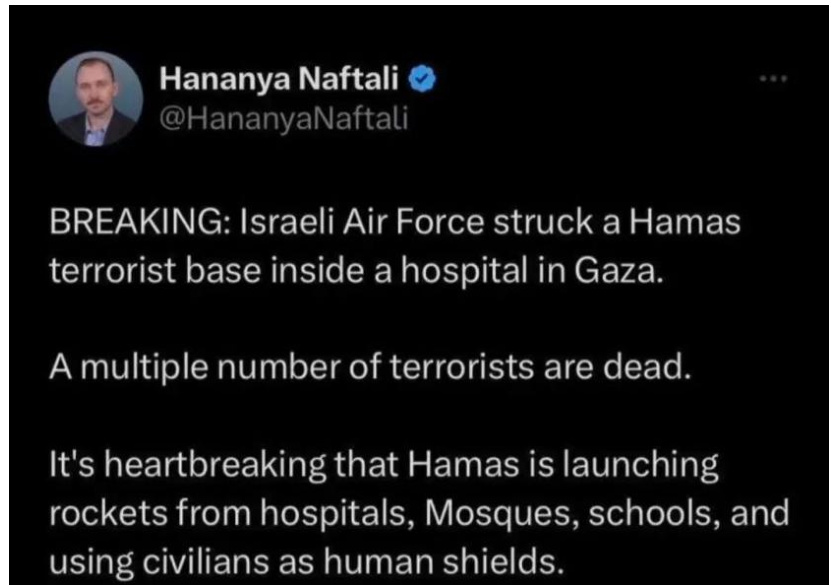 Hananya Naftali
@HananyaNaftali
BREAKING: Israeli Air Force struck a Hamas
terrorist base inside a hospital in Gaza.
A multiple number of terrorists are dead.
It's heartbreaking that Hamas is launching
rockets from hospitals, Mosques, schools, and
using civilians as human shields.